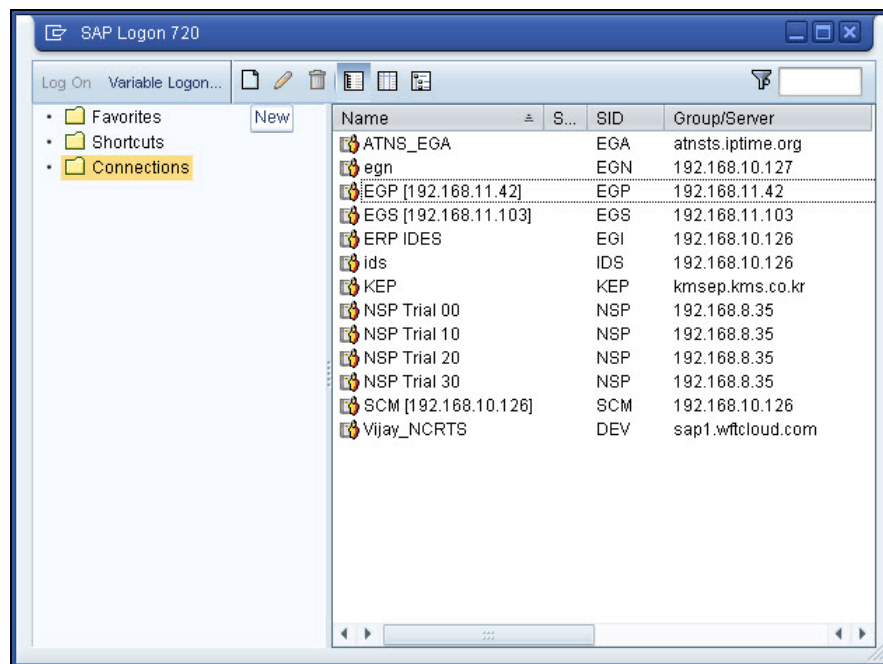 SAP Logon 720
Log On Variable Logon...
Favorites New
Shortcuts
Connections
Name S... SID Group/Server
ATNS_EGA EGA atnsts.iptime.org
egn EGN 192.168.10.127
EGP [192.168.11.42] EGP 192.168.11.42
EGS [192.168.11.103] EGS 192.168.11.103
ERP IDES EGI 192.168.10.126
ids IDS 192.168.10.126
KEP KEP kmsep.kms.co.kr
NSP Trial 00 NSP 192.168.8.35
NSP Trial 10 NSP 192.168.8.35
NSP Trial 20 NSP 192.168.8.35
NSP Trial 30 NSP 192.168.8.35
SCM [192.168.10.126] SCM 192.168.10.126
Vijay_NCRTS DEV sap1.wftcloud.com